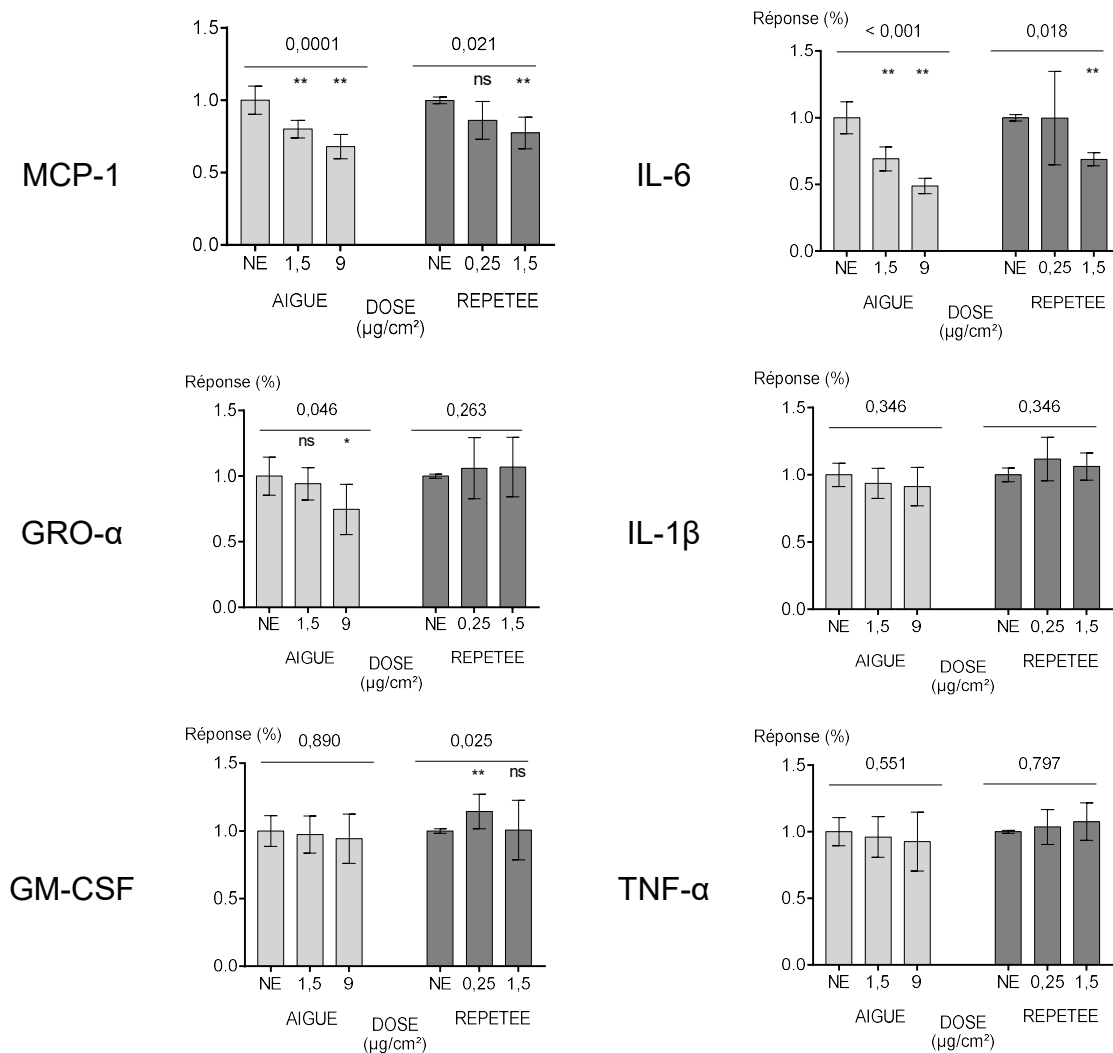 MCP-1
1.5
1.0
0.5
0.0
0,0001
0,021
** ** ns **
NE 1,5 9 NE 0,25 1,5
AIGUE DOSE REPETEE
(µg/cm²)
IL-6
Réponse (%)
1.5
1.0
0.5
0.0
< 0,001
0,018
** ** **
NE 1,5 9 NE 0,25 1,5
AIGUE DOSE REPETEE
(µg/cm²)
GRO-α
Réponse (%)
1.5
1.0
0.5
0.0
0,046
0,263
ns *
NE 1,5 9 NE 0,25 1,5
AIGUE DOSE REPETEE
(µg/cm²)
IL-1β
Réponse (%)
1.5
1.0
0.5
0.0
0,346
0,346
NE 1,5 9 NE 0,25 1,5
AIGUE DOSE REPETEE
(µg/cm²)
GM-CSF
Réponse (%)
1.5
1.0
0.5
0.0
0,890
0,025
** ns
NE 1,5 9 NE 0,25 1,5
AIGUE DOSE REPETEE
(µg/cm²)
TNF-α
Réponse (%)
1.5
1.0
0.5
0.0
0,551
0,797
NE 1,5 9 NE 0,25 1,5
AIGUE DOSE REPETEE
(µg/cm²)